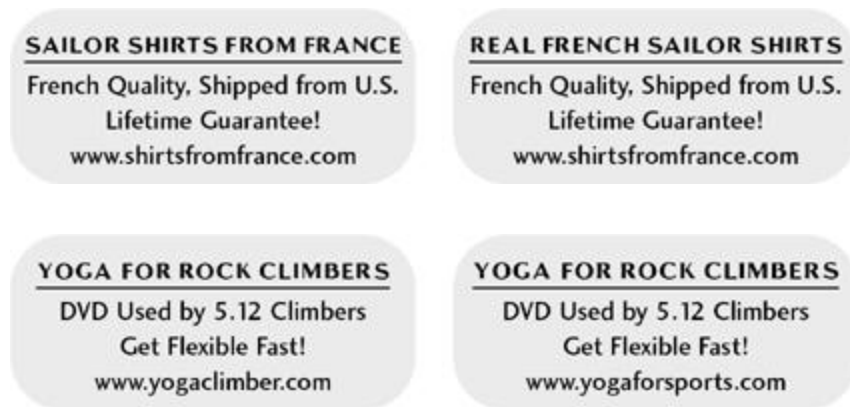 SAILOR SHIRTS FROM FRANCE
French Quality, Shipped from U.S.
Lifetime Guarantee!
www.shirtsfromfrance.com
REAL FRENCH SAILOR SHIRTS
French Quality, Shipped from U.S.
Lifetime Guarantee!
www.shirtsfromfrance.com
YOGA FOR ROCK CLIMBERS
DVD Used by 5.12 Climbers
Get Flexible Fast!
www.yogaclimber.com
YOGA FOR ROCK CLIMBERS
DVD Used by 5.12 Climbers
Get Flexible Fast!
www.yogaforsports.com